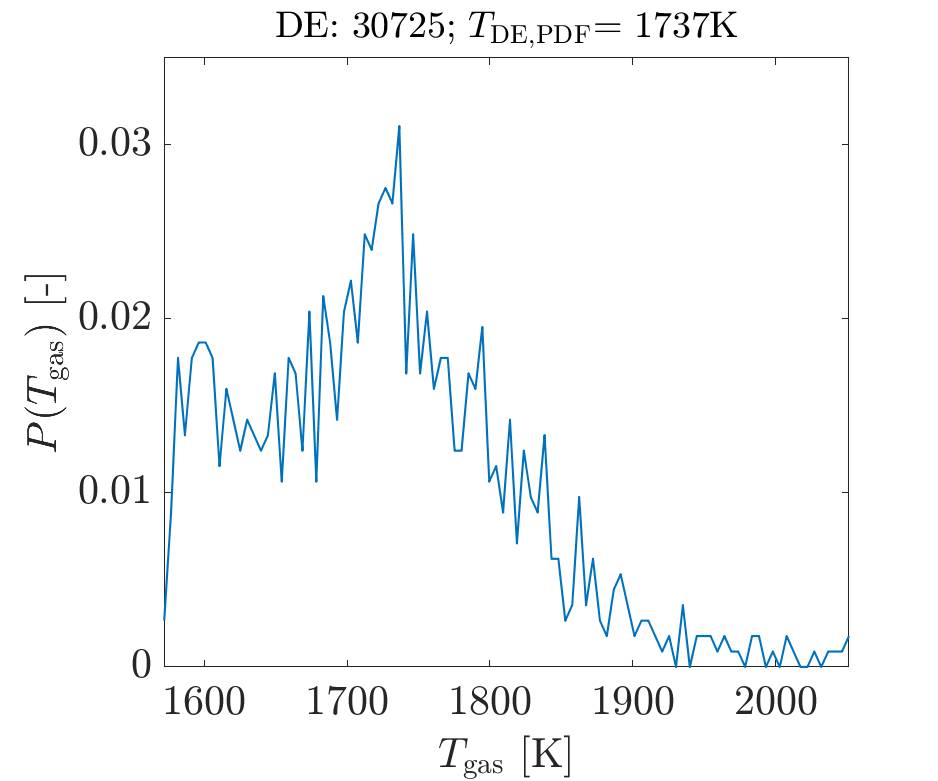 DE: 30725; T_DE,PDF= 1737K
0.03
0.02
0.01
0
P(T_gas) [-]
1600 1700 1800 1900 2000
T_gas [K]